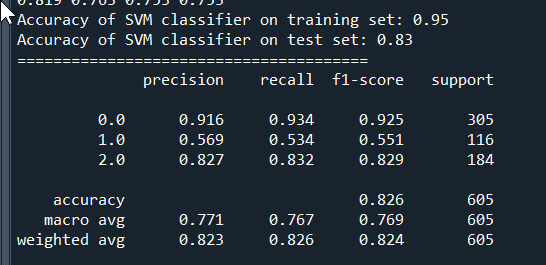 0.819 0.763 0.755 0.755
Accuracy of SVM classifier on training set: 0.95
Accuracy of SVM classifier on test set: 0.83
=======================================
precision recall f1-score support
0.0 0.916 0.934 0.925 305
1.0 0.569 0.534 0.551 116
2.0 0.827 0.832 0.829 184
accuracy 0.826 605
macro avg 0.771 0.767 0.769 605
weighted avg 0.823 0.826 0.824 605